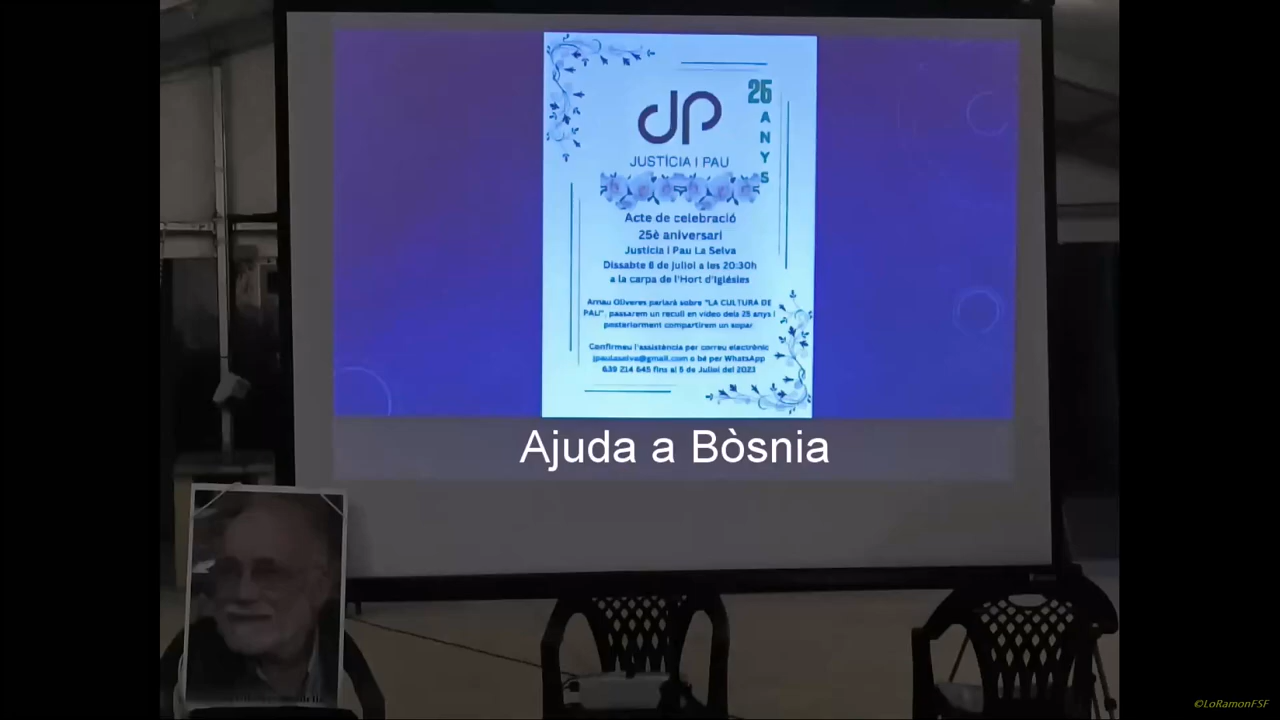 25
ANYS
JUSTÍCIA I PAU
Acte de celebració
25è aniversari
Justícia i Pau La Selva
Dissabte 8 de juliol a les 20:30h
a la carpa de l'Hort d'Iglésies
Arnau Oliveres parlarà sobre "LA CULTURA DE
PAU", passarem un recull en vídeo dels 25 anys i
posteriorment compartirem un sopar
Confirmeu l'assistència per correu electrònic
jpaulaselva@gmail.com o bé per WhatsApp
639 214 645 fins al 5 de Juliol del 2023
Ajuda a Bòsnia
©LoRamonFSF